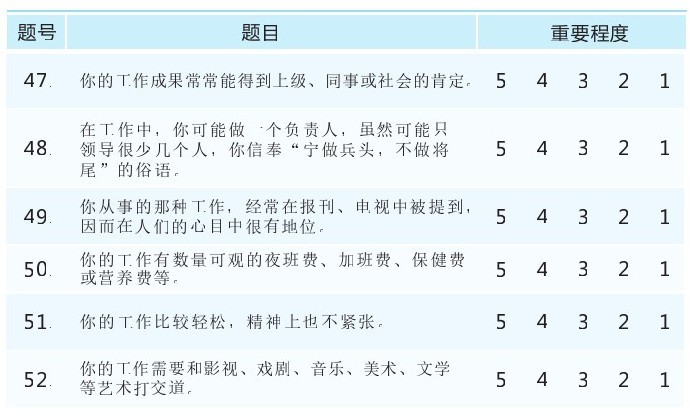 题号 题目 重要程度
47. 你的工作成果常常能得到上级、同事或社会的肯定。 5 4 3 2 1
在工作中，你可能做一个负责人，虽然可能只
48. 领导很少几个人，你信奉“宁做兵头，不做将 5 4 3 2 1
尾”的俗语。
49. 你从事的那种工作，经常在报刊、电视中被提到， 5 4 3 2 1
因而在人们的心目中很有地位。
50. 你的工作有数量可观的夜班费、加班费、保健费 5 4 3 2 1
或营养费等。
51. 你的工作比较轻松，精神上也不紧张。 5 4 3 2 1
52. 你的工作需要和影视、戏剧、音乐、美术、文学 5 4 3 2 1
等艺术打交道。